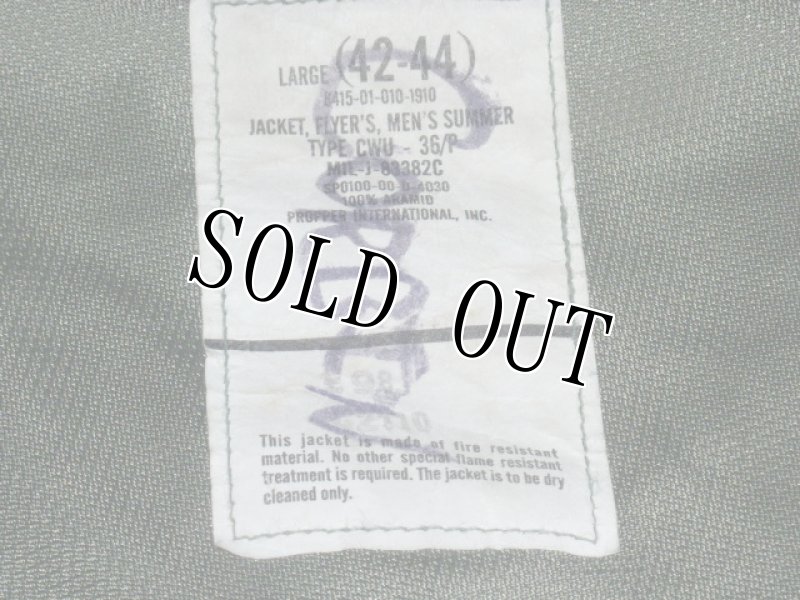 LARGE (42-44)
8415-01-010-1910
JACKET, FLYER'S, MEN'S SUMMER
TYPE CWU - 36/P
MIL-J-83382C
SP0100-00-D-4030
100% ARAMID
PROPPER INTERNATIONAL, INC.
SOLD OUT
This jacket is made of fire resistant
material. No other special flame resistant
treatment is required. The jacket is to be dry
cleaned only.